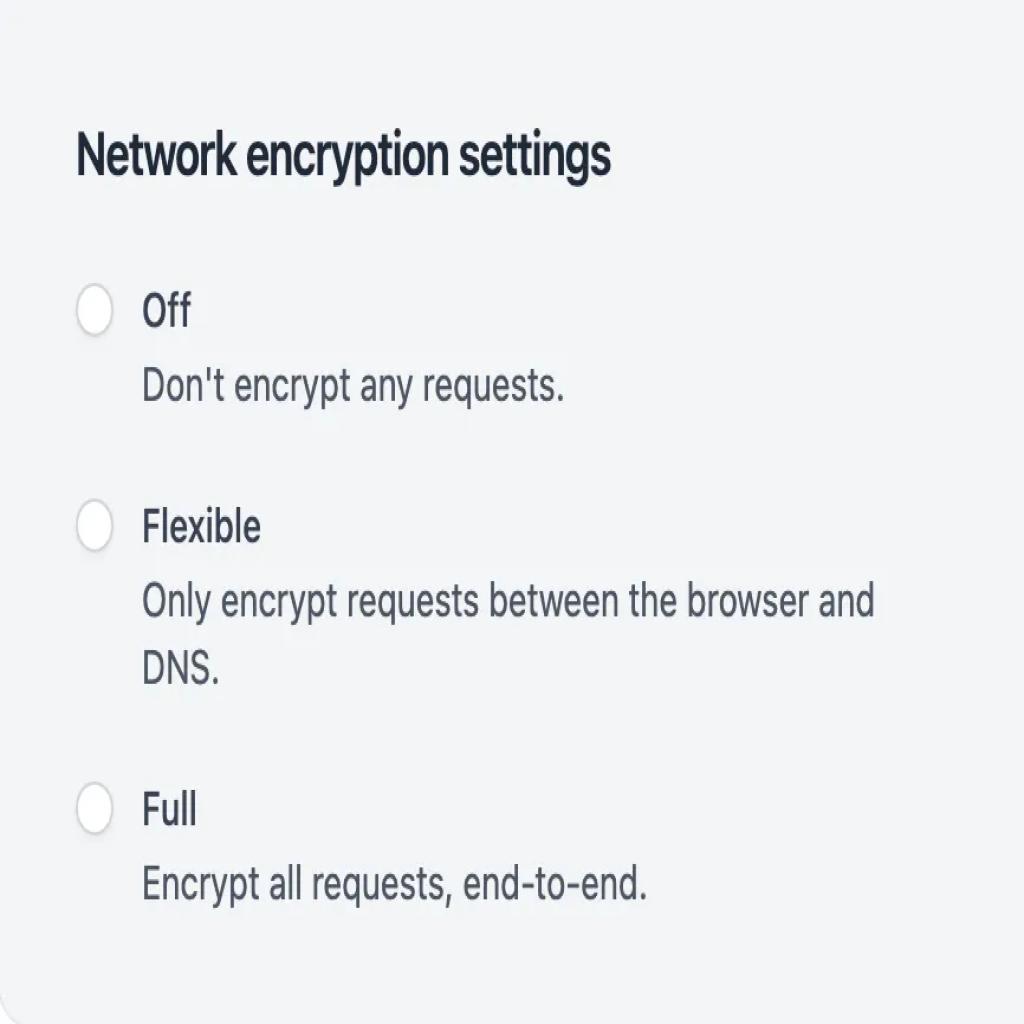 Network encryption settings
Off
Don't encrypt any requests.
Flexible
Only encrypt requests between the browser and
DNS.
Full
Encrypt all requests, end-to-end.